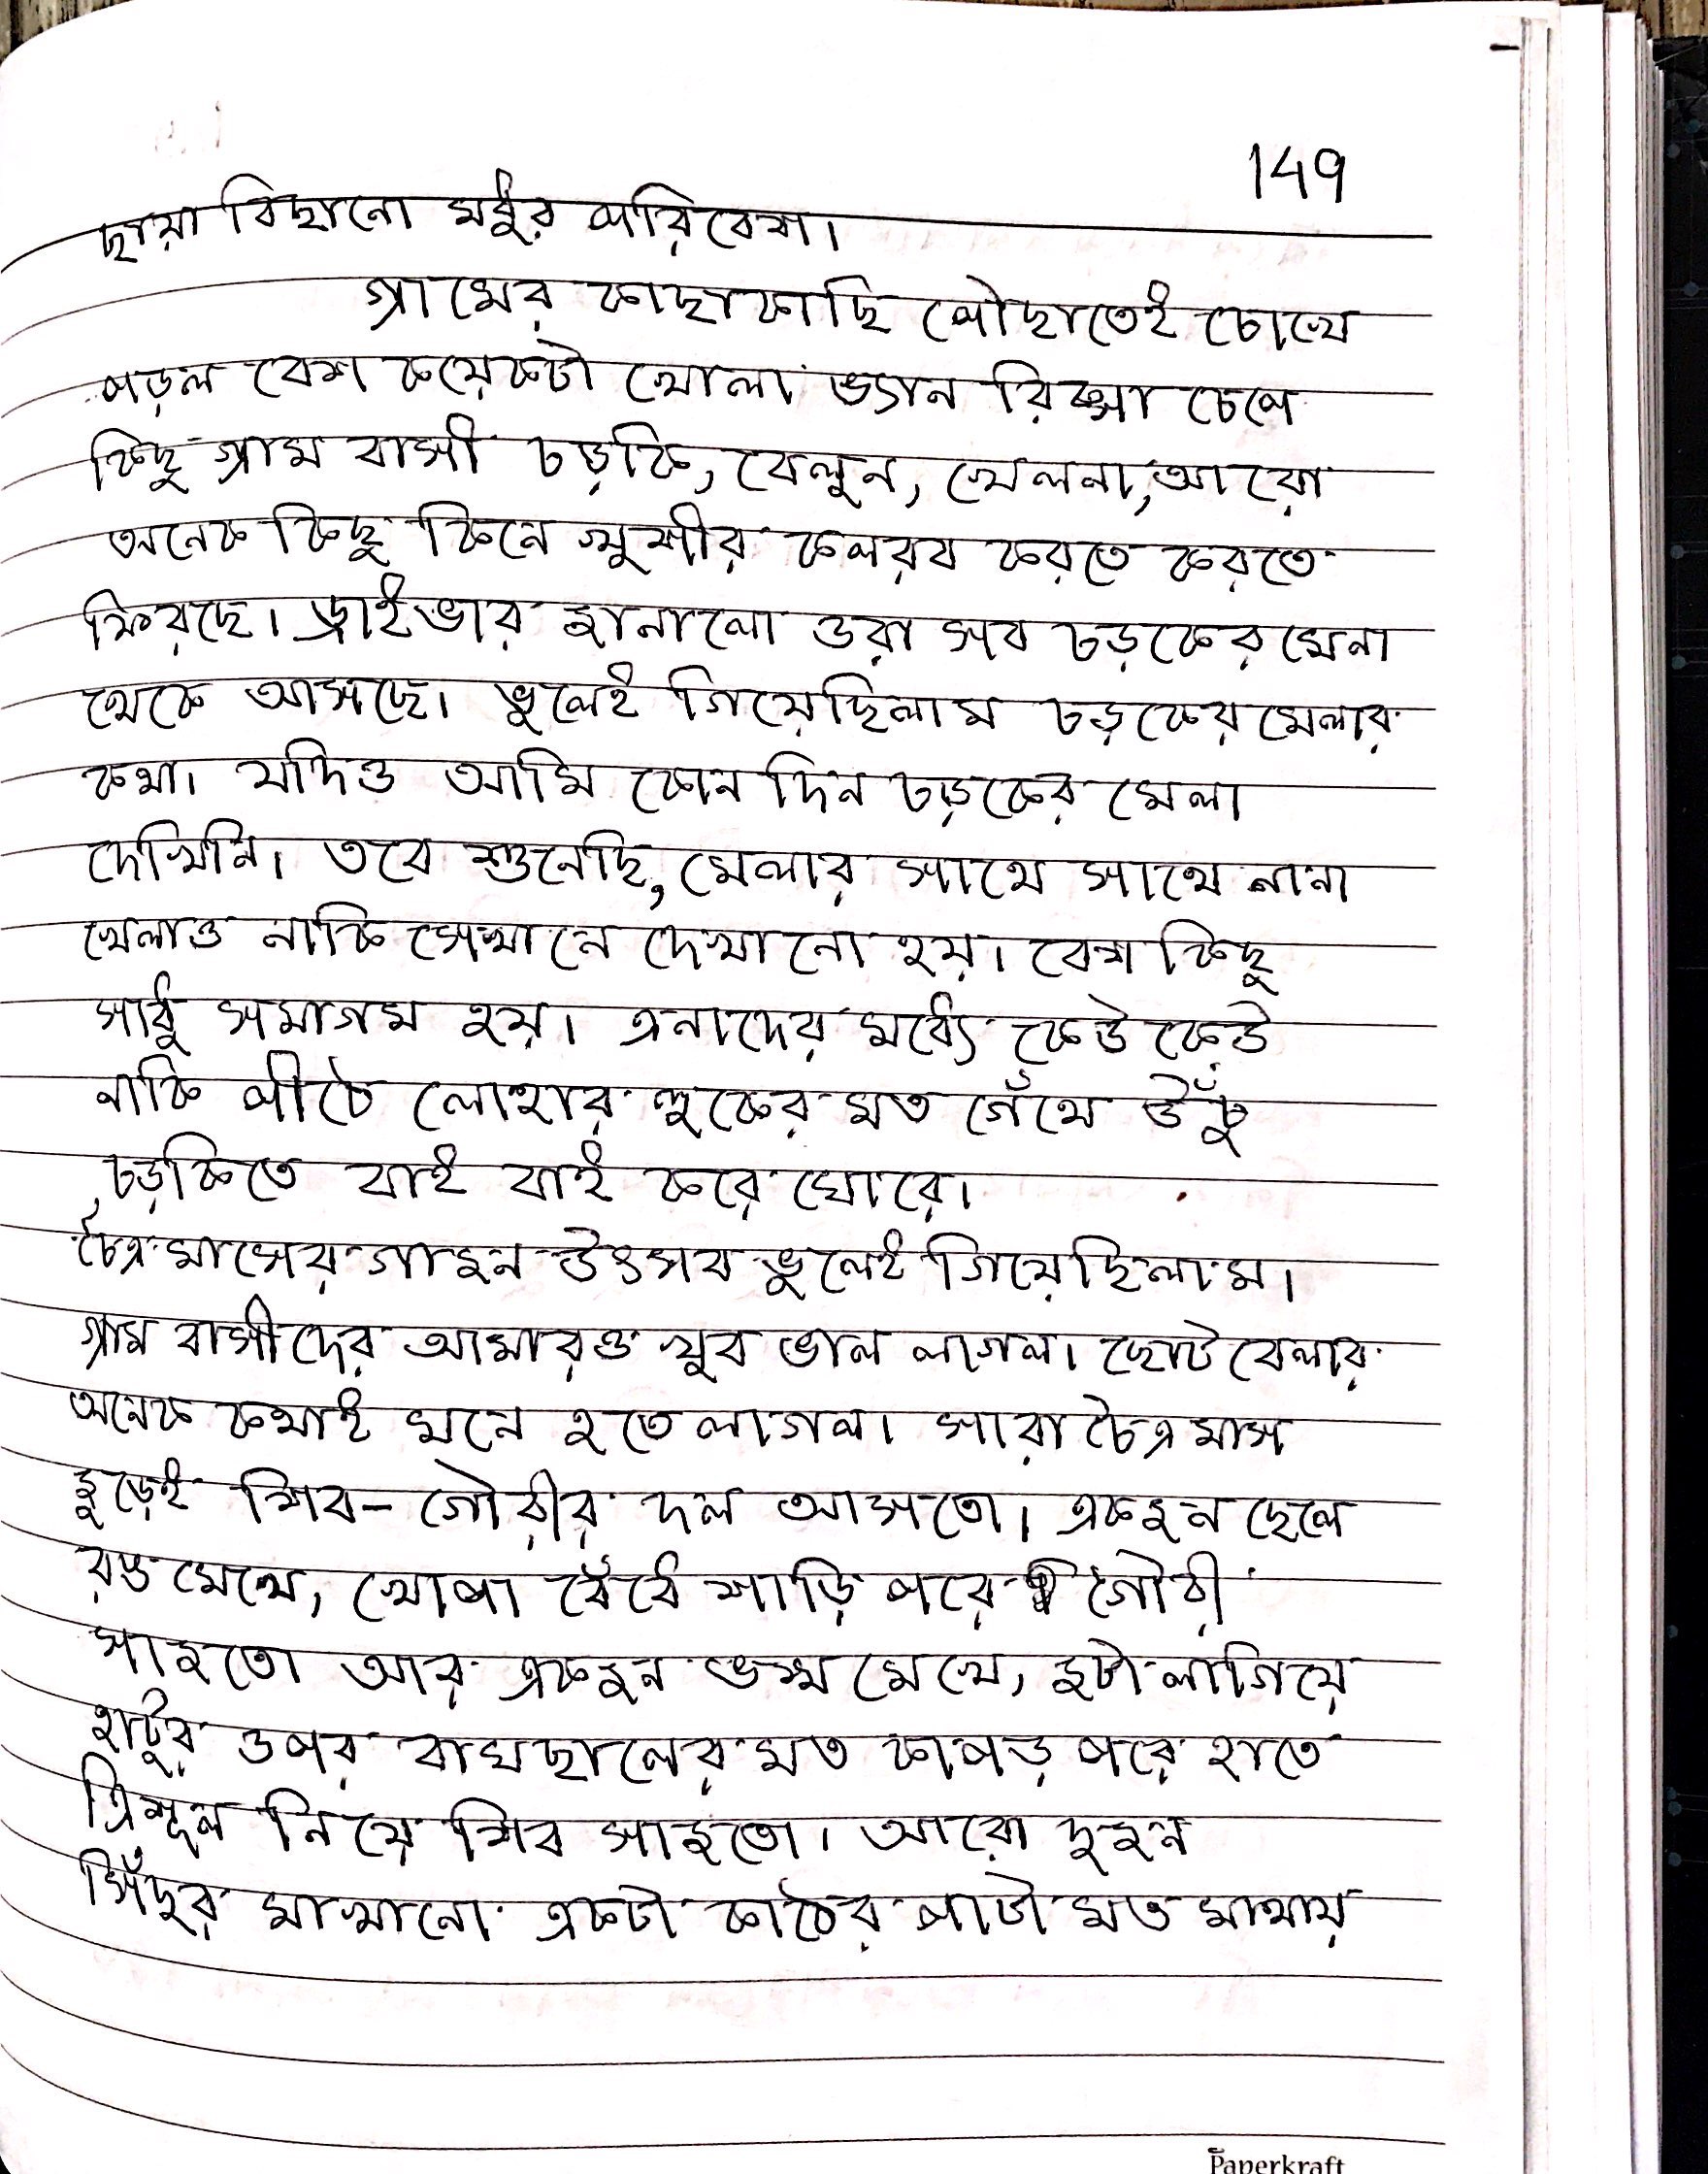 149
ছায়া বিছানো মধুর পরিবেশ।
গ্রামের কাছাকাছি পৌছাতেই চোখে
পড়ল বেশ কয়েকটা খোলা ভ্যান রিক্সা চেপে
কিছু গ্রাম বাসী চড়কি, বেলুন, খেলনা, আরো
অনেক কিছু কিনে খুশীর কলরব করতে করতে
ফিরছে। ড্রাইভার জানালো ওরা সব চড়কের মেলা
থেকে আসছে। ভুলেই গিয়েছিলাম চড়কের মেলার
কথা। যদিও আমি কোন দিন চড়কের মেলা
দেখিনি। তবে শুনেছি, মেলার সাথে সাথে নানা
খেলাও নাকি সেখানে দেখানো হয়। বেশ কিছু
সাধু সমাগম হয়। এনাদের মধ্যে কেউ কেউ
নাকি পীঠে লোহার হুকের মত গেঁথে উঁচু
চড়কিতে বাই বাই করে ঘোরে।
চৈত্র মাসের গাজন উৎসব ভুলেই গিয়েছিলাম।
গ্রাম বাসীদের আমারও খুব ভাল লাগল। ছোট বেলার
অনেক কথাই মনে হতে লাগল। সারা চৈত্র মাস
জুড়েই শিব-গৌরীর দল আসতো। একজন ছেলে
রঙ মেখে, খোপা বেঁধে শাড়ি পরে গৌরী
সাজতো আর একজন ভস্ম মেখে, জটা লাগিয়ে
হাটুর ওপর বাঘছালের মত কাপড় পরে হাতে
ত্রিশূল নিয়ে শিব সাজতো। আরো দুজন
সিঁদুর মাখানো একটা কাঠের পাটা মত মাথায়
Paperkraft